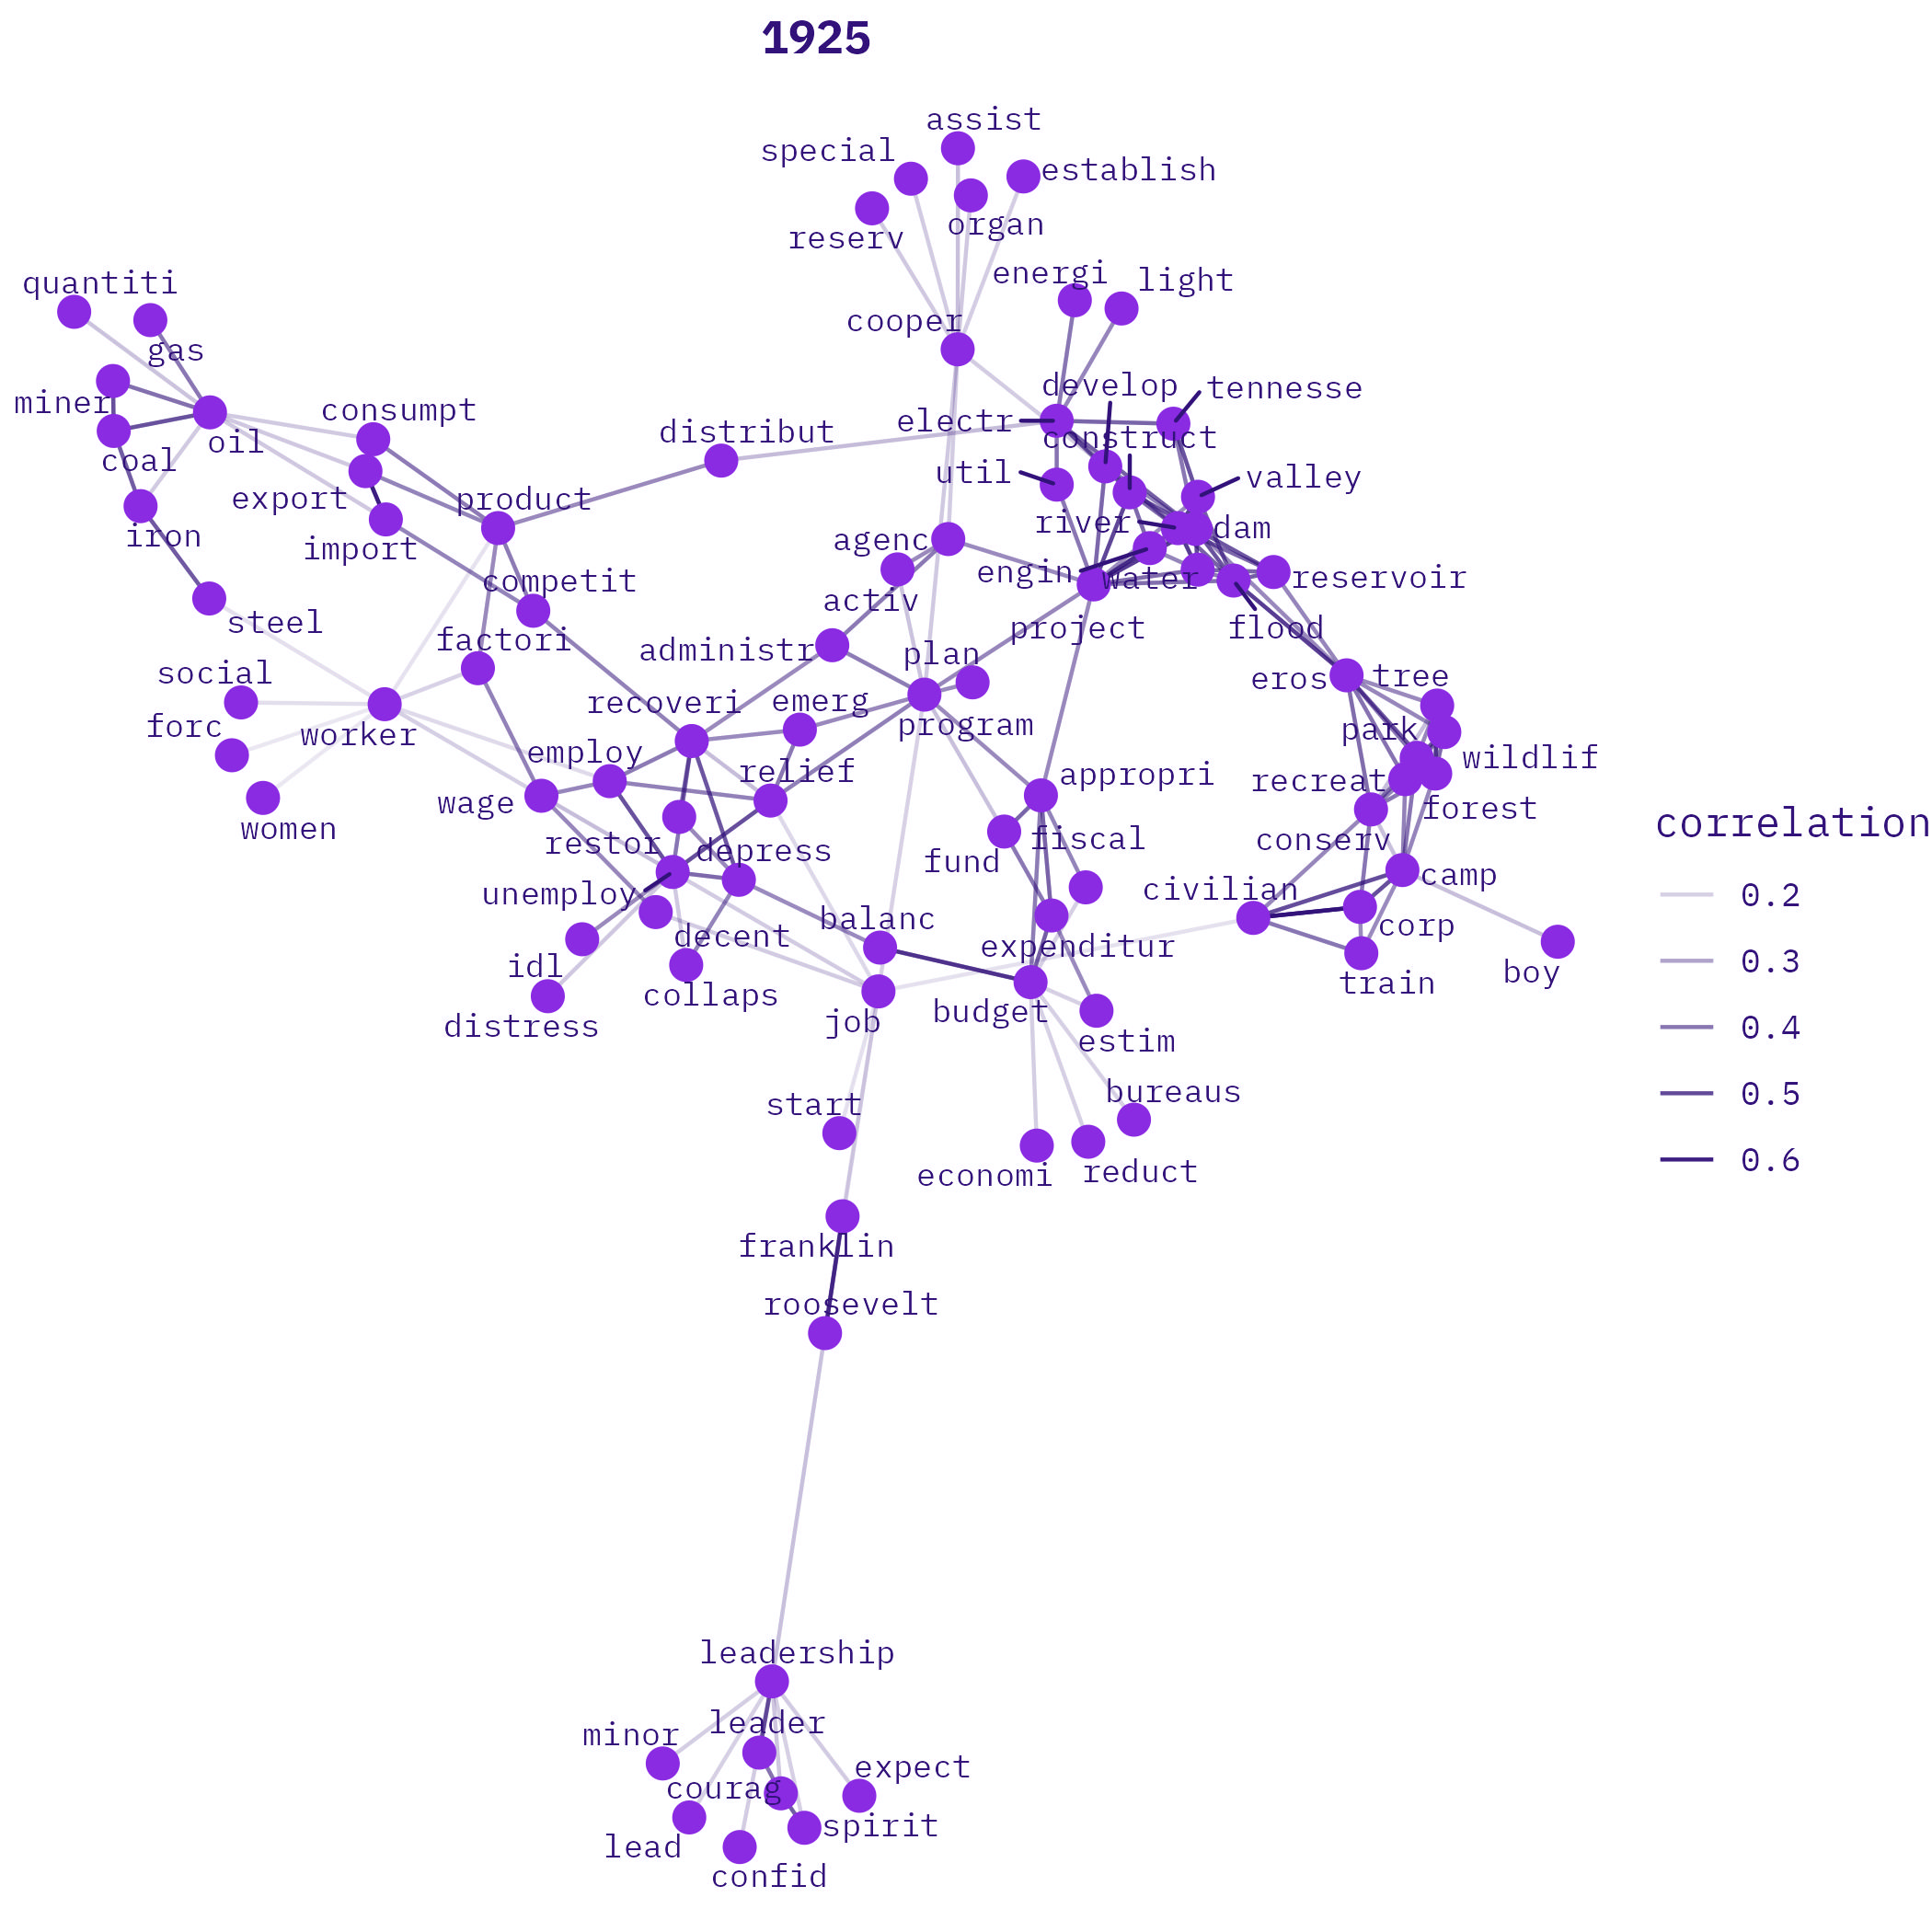 1925
assist
special
establish
organ
reserv
energi
light
quantiti
cooper
gas
develop
tennesse
miner
consumpt
electr
construct
distribut
oil
coal
util
valley
export
product
river
dam
iron
import
agenc
engin
water
reservoir
competit
activ
steel
project
flood
factori
administr
plan
social
eros
tree
recoveri
emerg
forc
worker
program
park
employ
wildlif
relief
appropri
recreat
wage
forest
correlation
women
restor
depress
fund
fiscal
conserv
unemploy
civilian
camp
0.2
balanc
decent
expenditur
corp
idl
0.3
collaps
train
boy
distress
job
budget
0.4
estim
start
bureaus
0.5
economi
reduct
0.6
franklin
roosevelt
leadership
leader
minor
expect
courag
spirit
lead
confid